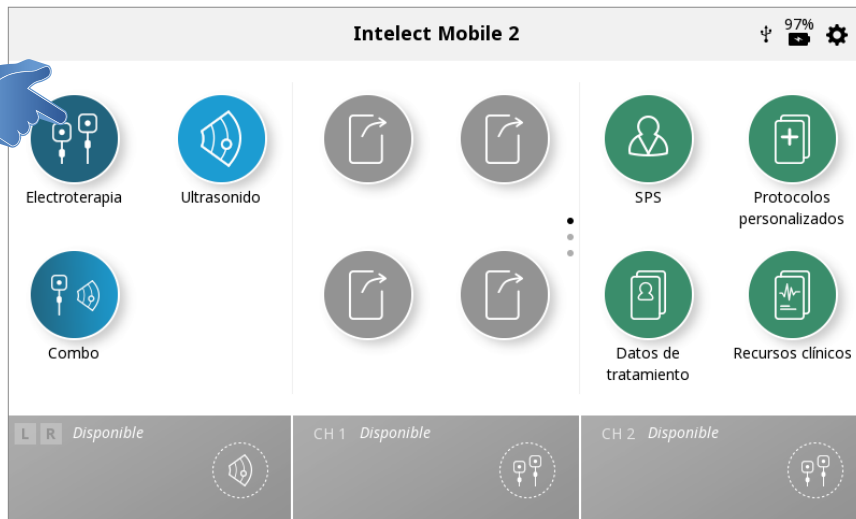 Intelect Mobile 2
97%
Electroterapia
Ultrasonido
SPS
Protocolos
personalizados
Combo
Datos de
tratamiento
Recursos clínicos
L R Disponible
CH 1 Disponible
CH 2 Disponible